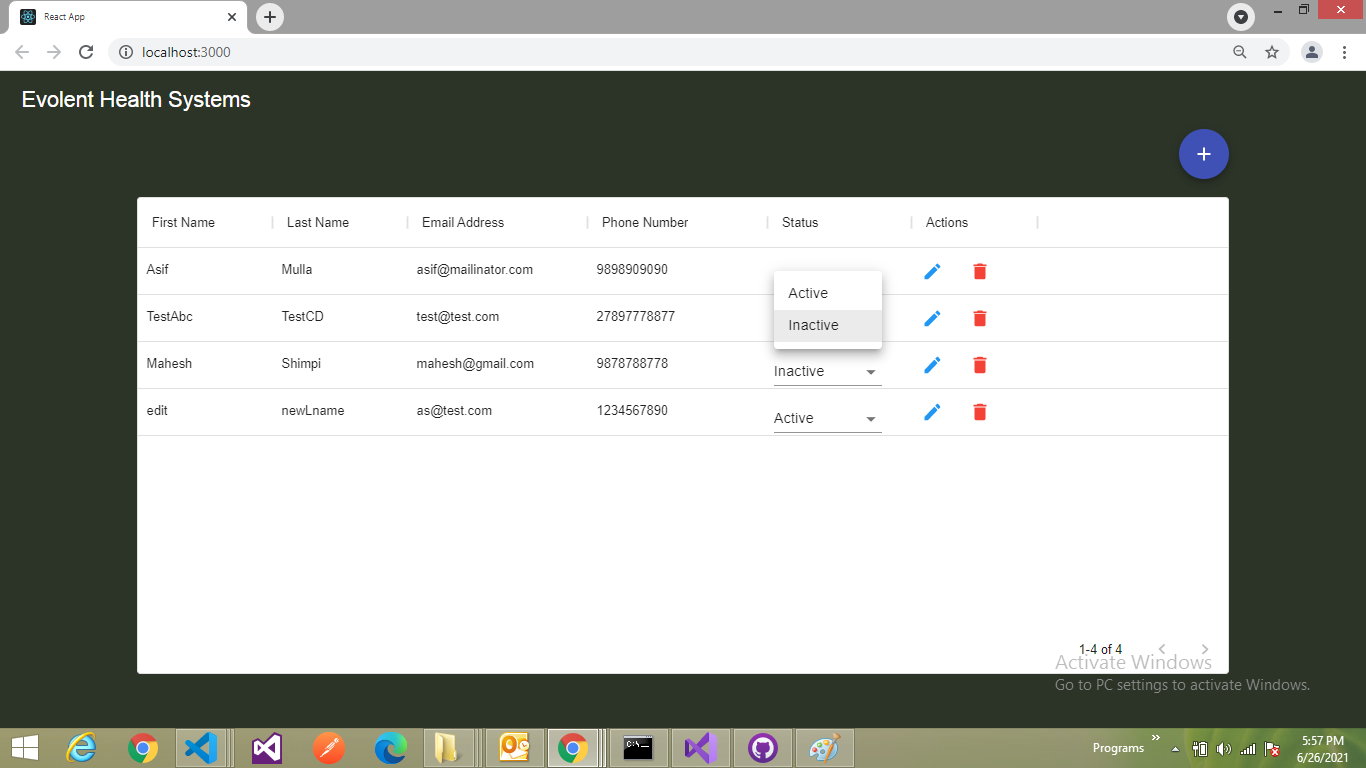 React App
localhost:3000
Evolent Health Systems
+
First Name Last Name Email Address Phone Number Status Actions
Asif Mulla asif@mailinator.com 9898909090
Active
TestAbc TestCD test@test.com 27897778877
Inactive
Mahesh Shimpi mahesh@gmail.com 9878788778 Inactive
edit newLname as@test.com 1234567890 Active
1-4 of 4
Activate Windows
Go to PC settings to activate Windows.
Programs
5:57 PM
6/26/2021